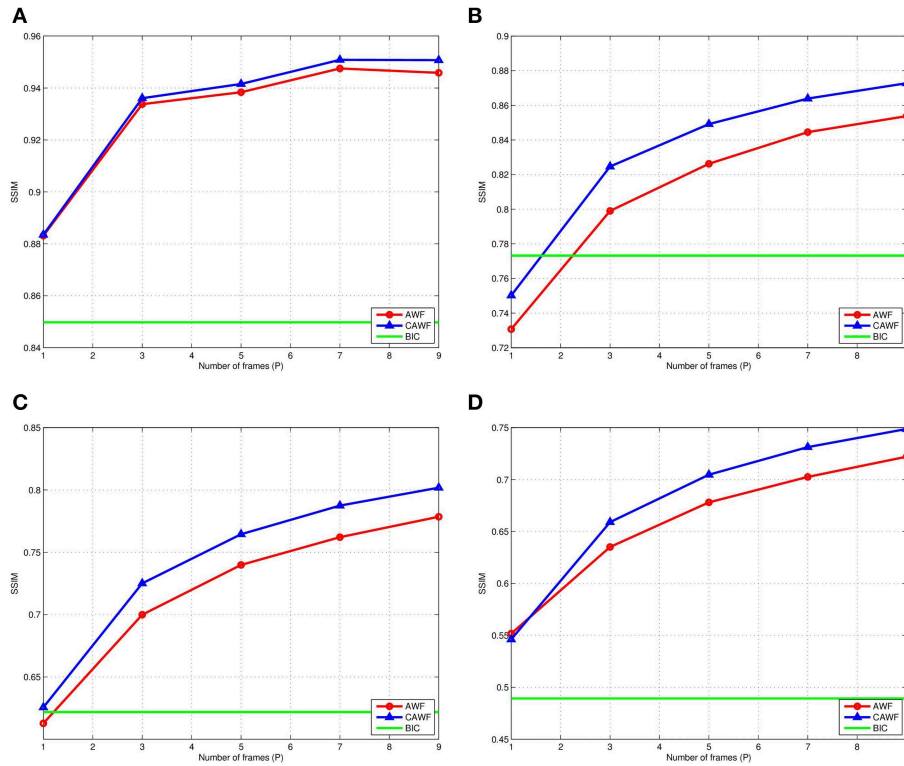 A
0.96
0.94
0.92
0.9
0.88
0.86
0.84
SSIM
1 2 3 4 5 6 7 8 9
Number of frames (P)
AWF
CAWF
BIC
B
0.9
0.88
0.86
0.84
0.82
0.8
0.78
0.76
0.74
0.72
SSIM
1 2 3 4 5 6 7 8
Number of frames (P)
AWF
CAWF
BIC
C
0.85
0.8
0.75
0.7
0.65
SSIM
1 2 3 4 5 6 7 8 9
Number of frames (P)
AWF
CAWF
BIC
D
0.75
0.7
0.65
0.6
0.55
0.5
0.45
SSIM
1 2 3 4 5 6 7 8
Number of frames (P)
AWF
CAWF
BIC